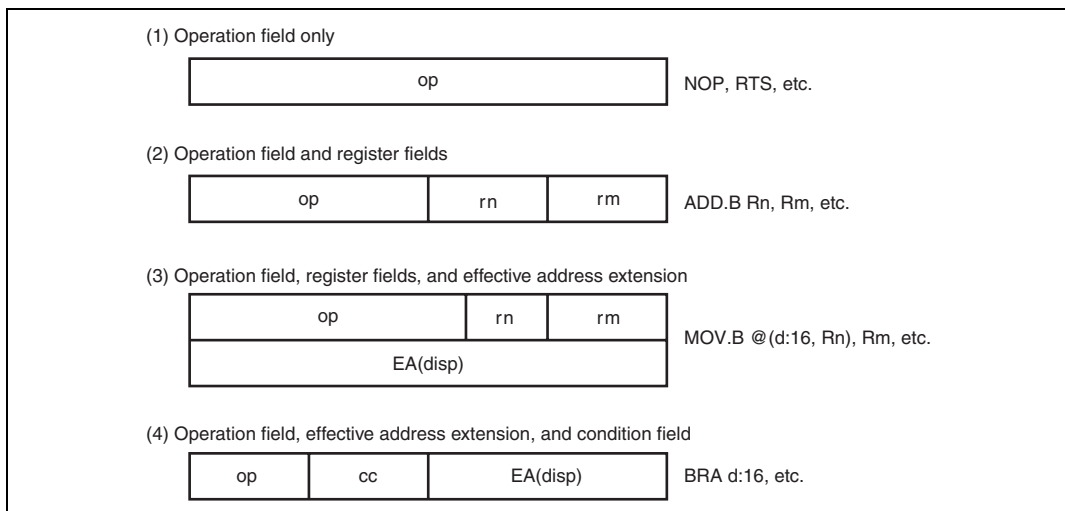 (1) Operation field only
op
NOP, RTS, etc.
(2) Operation field and register fields
op rn rm
ADD.B Rn, Rm, etc.
(3) Operation field, register fields, and effective address extension
op rn rm
MOV.B @(d:16, Rn), Rm, etc.
EA(disp)
(4) Operation field, effective address extension, and condition field
op cc EA(disp)
BRA d:16, etc.